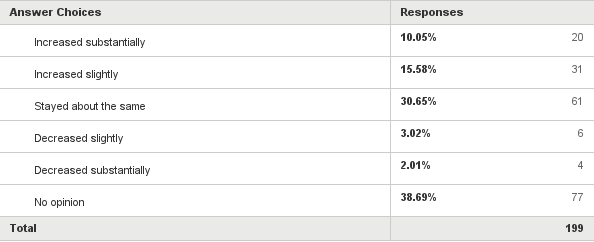 Answer Choices Responses
Increased substantially 10.05% 20
Increased slightly 15.58% 31
Stayed about the same 30.65% 61
Decreased slightly 3.02% 6
Decreased substantially 2.01% 4
No opinion 38.69% 77
Total 199